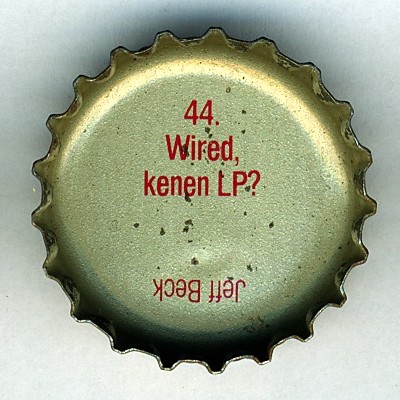 44.
Wired,
kenen LP?
Jeff Beck